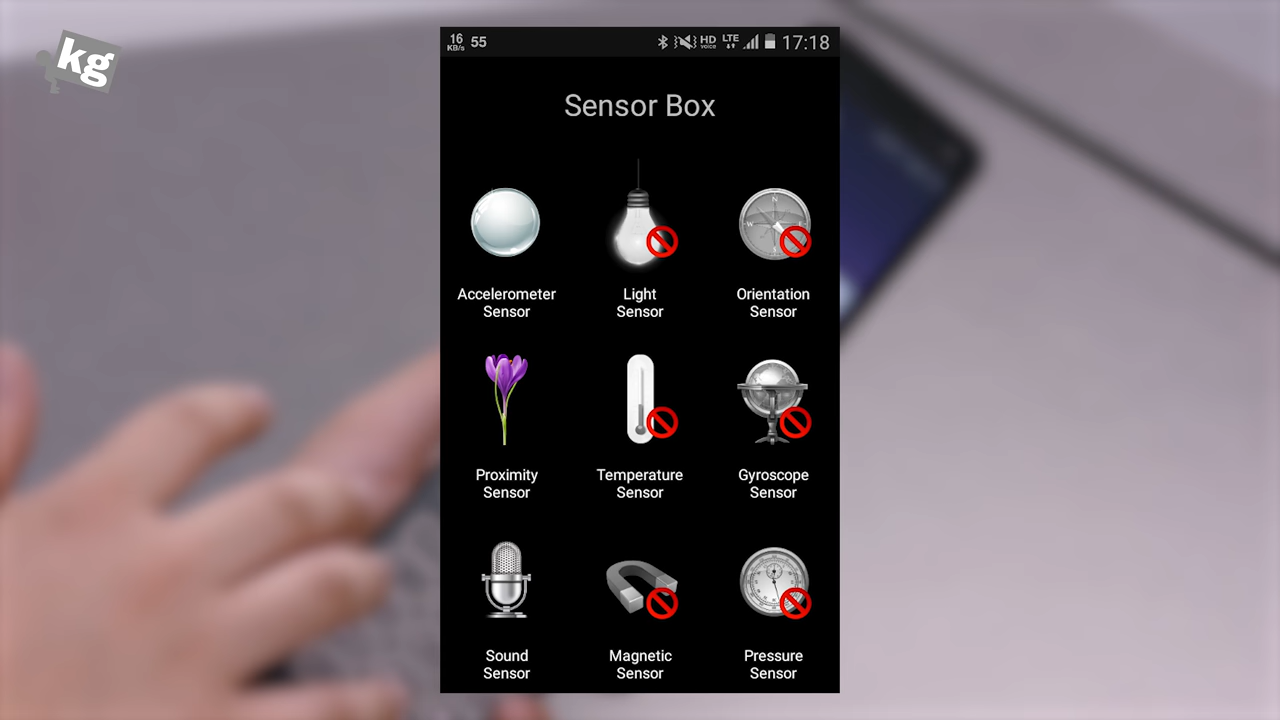 kg
16
KB/s
55
HD
voice
LTE
17:18
Sensor Box
Accelerometer
Sensor
Light
Sensor
Orientation
Sensor
Proximity
Sensor
Temperature
Sensor
Gyroscope
Sensor
Sound
Sensor
Magnetic
Sensor
Pressure
Sensor